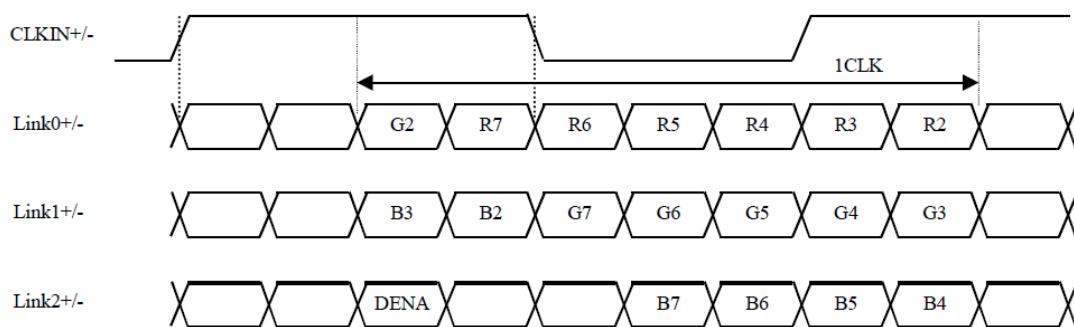 CLKIN+/-
1CLK
Link0+/- G2 R7 R6 R5 R4 R3 R2
Link1+/- B3 B2 G7 G6 G5 G4 G3
Link2+/- DENA B7 B6 B5 B4